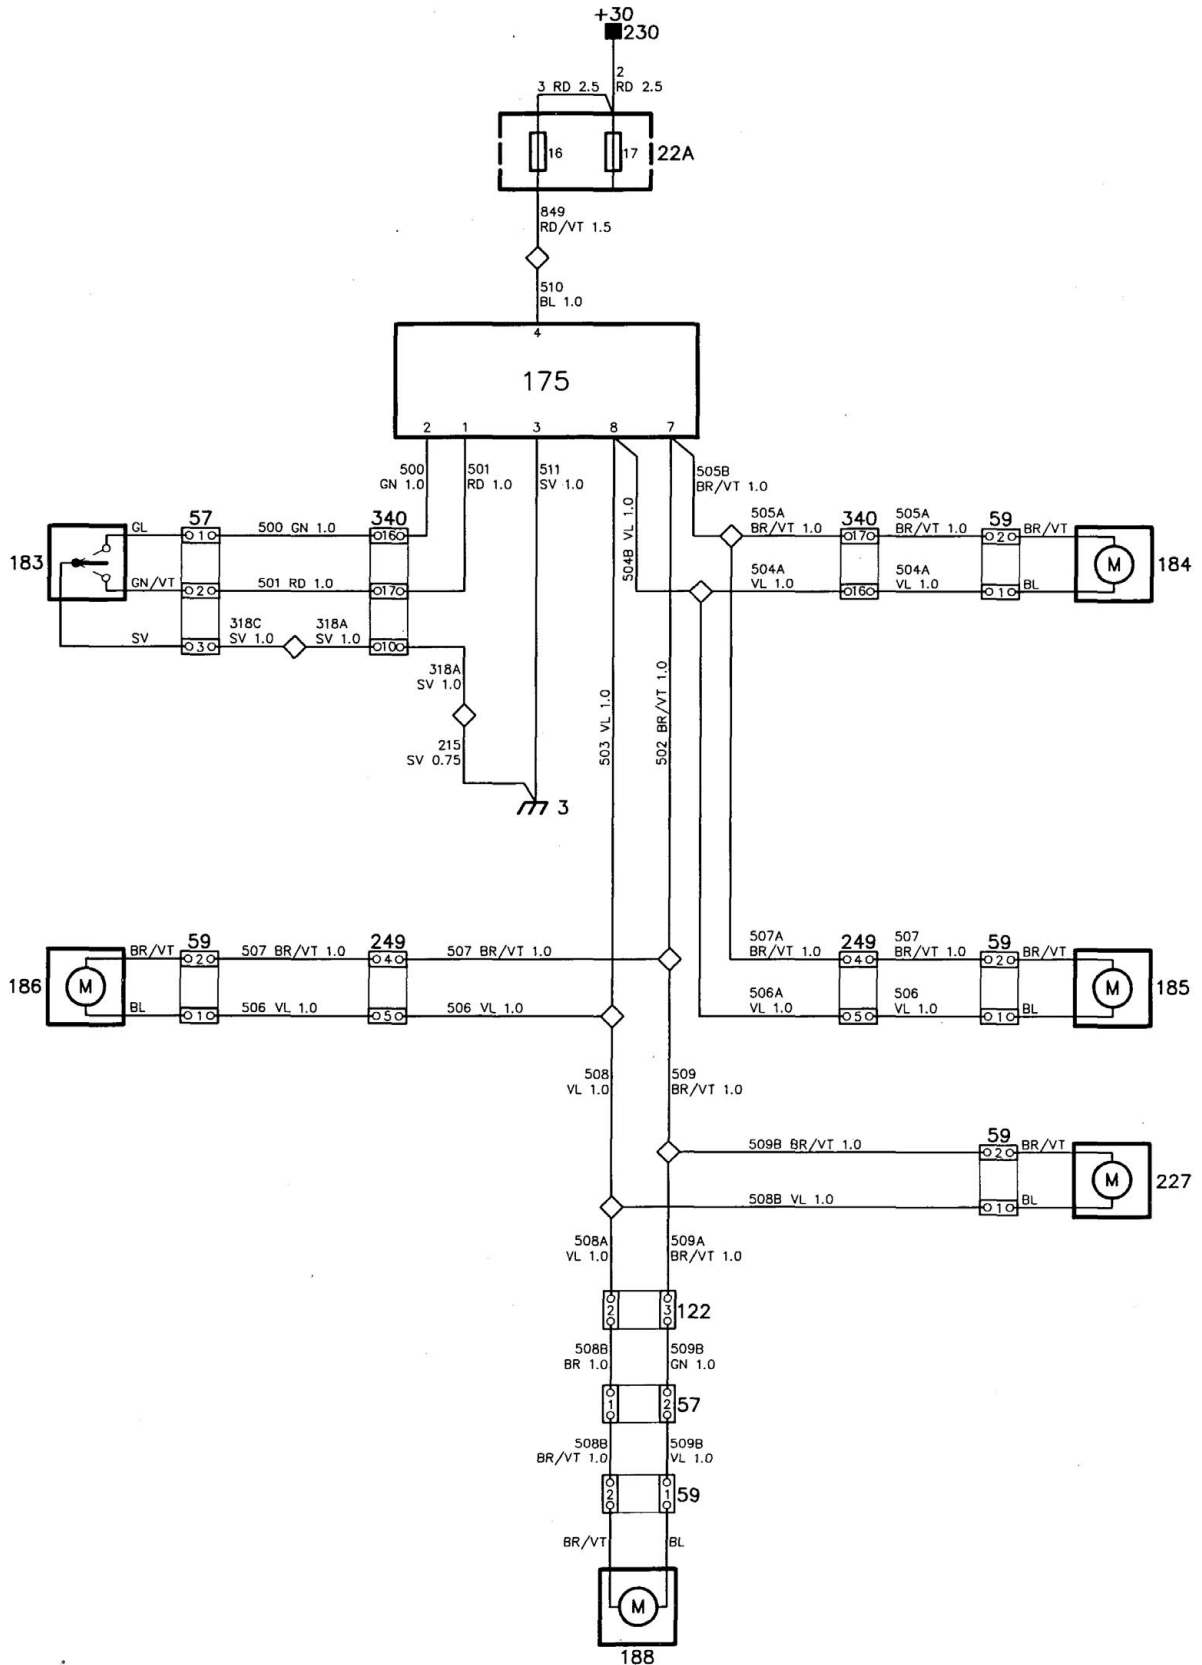 +30
230
2
3 RD 2.5 RD 2.5
16 17 22A
849
RD/VT 1.5
510
BL 1.0
4
175
2 1 3 8 7
500 501 511 505B
GN 1.0 RD 1.0 SV 1.0 BR/VT 1.0
504B VL 1.0
57 340
GL 1 500 GN 1.0 16
183
GN/VT 2 501 RD 1.0 17
318C 318A
SV 3 SV 1.0 SV 1.0 10
318A
SV 1.0
215
SV 0.75
3
505A 340 505A 59
BR/VT 1.0 17 BR/VT 1.0 2 BR/VT
M 184
504A 504A
VL 1.0 16 VL 1.0 1 BL
503 VL 1.0
502 BR/VT 1.0
59 249
BR/VT 2 507 BR/VT 1.0 4 507 BR/VT 1.0
186 M
BL 1 506 VL 1.0 5 506 VL 1.0
507A 249 507 59
BR/VT 1.0 4 BR/VT 1.0 2 BR/VT
M 185
506A 506
VL 1.0 5 VL 1.0 1 BL
508 509
VL 1.0 BR/VT 1.0
59
509B BR/VT 1.0 2 BR/VT
M 227
508B VL 1.0 1 BL
508A 509A
VL 1.0 BR/VT 1.0
2 3 122
508B 509B
BR 1.0 GN 1.0
1 2 57
508B 509B
BR/VT 1.0 VL 1.0
2 1 59
BR/VT BL
M
188